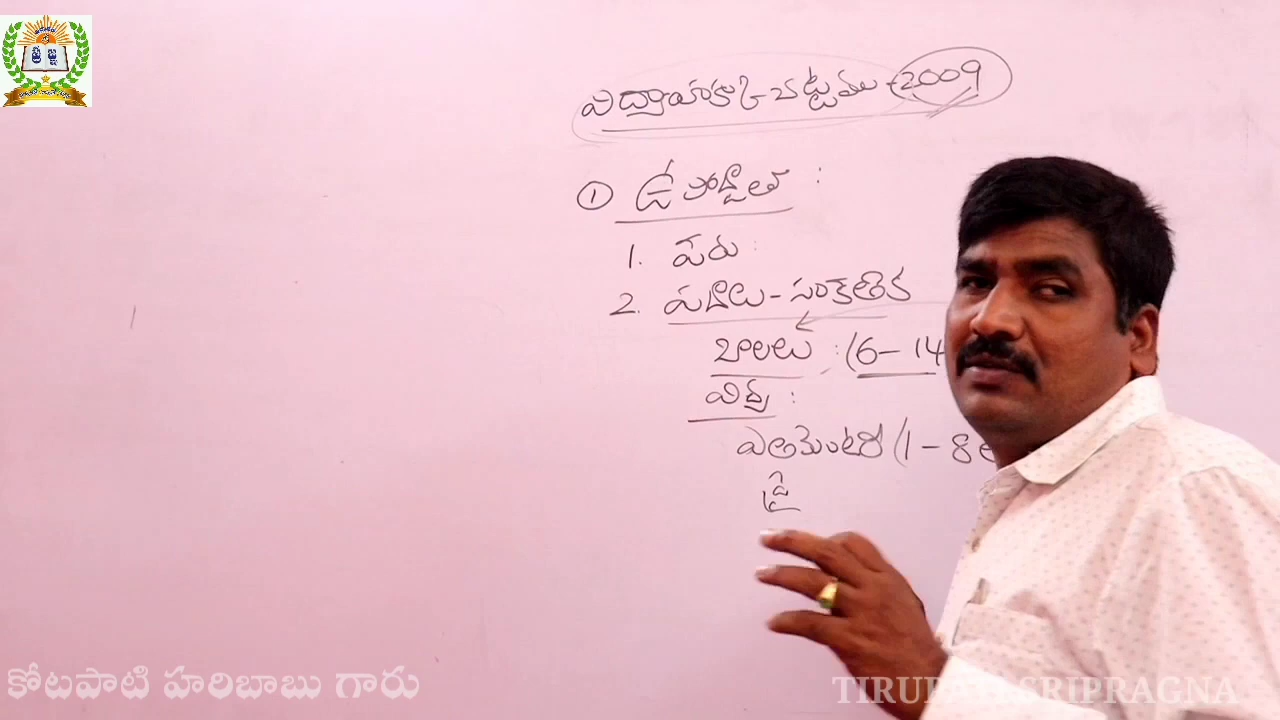 విద్యాహక్కు చట్టము - 2009
① ఉపోద్ఘాత :
1. పేరు :
2. పదాలు - సంకేతిక
బాలలు : (6 - 14
విద్య :
ఎలిమెంటరీ (1 - 8
కోటపాటి హరిబాబు గారు
TIRUPATI SRIPRAGNA